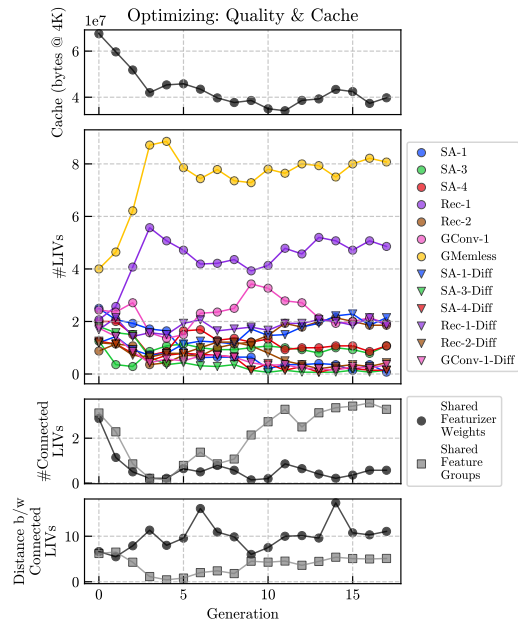 Optimizing: Quality & Cache
1e7
Cache (bytes @ 4K)
6
4
#LIVs
8
6
4
2
0
SA-1
SA-3
SA-4
Rec-1
Rec-2
GConv-1
GMemless
SA-1-Diff
SA-3-Diff
SA-4-Diff
Rec-1-Diff
Rec-2-Diff
GConv-1-Diff
#Connected
LIVs
2
0
Shared
Featurizer
Weights
Shared
Feature
Groups
Distance b/w
Connected
LIVs
10
0
0
5
10
15
Generation